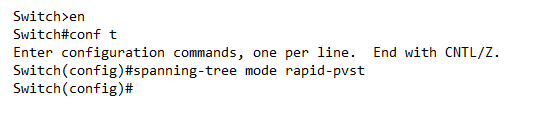 Switch>en
Switch#conf t
Enter configuration commands, one per line.  End with CNTL/Z.
Switch(config)#spanning-tree mode rapid-pvst
Switch(config)#